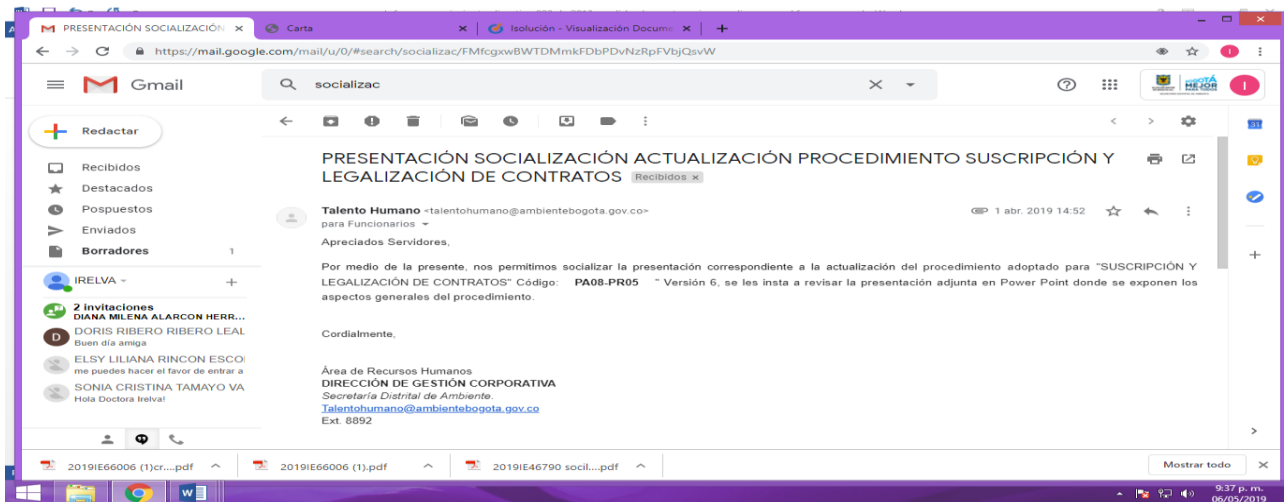 PRESENTACIÓN SOCIALIZACIÓN
Carta
Isolución - Visualización Docume
https://mail.google.com/mail/u/0/#search/socializac/FMfcgxwBWTDMmkFDbPDvNzRpFVbjQsvW
Gmail
socializac
BOGOTÁ
MEJOR
PARA TODOS
I
Redactar
Recibidos
Destacados
Pospuestos
Enviados
Borradores 1
IRELVA
2 invitaciones
DIANA MILENA ALARCON HERR...
D
DORIS RIBERO RIBERO LEAL
Buen día amiga
ELSY LILIANA RINCON ESCO
me puedes hacer el favor de entrar a
SONIA CRISTINA TAMAYO VA
Hola Doctora Irelva!
PRESENTACIÓN SOCIALIZACIÓN ACTUALIZACIÓN PROCEDIMIENTO SUSCRIPCIÓN Y
LEGALIZACIÓN DE CONTRATOS Recibidos x
Talento Humano <talentohumano@ambientebogota.gov.co> 1 abr. 2019 14:52
para Funcionarios
Apreciados Servidores,
Por medio de la presente, nos permitimos socializar la presentación correspondiente a la actualización del procedimiento adoptado para "SUSCRIPCIÓN Y
LEGALIZACIÓN DE CONTRATOS" Código: PA08-PR05 " Versión 6, se les insta a revisar la presentación adjunta en Power Point donde se exponen los
aspectos generales del procedimiento.
Cordialmente,
Área de Recursos Humanos
DIRECCIÓN DE GESTIÓN CORPORATIVA
Secretaría Distrital de Ambiente.
Talentohumano@ambientebogota.gov.co
Ext. 8892
31
2019IE66006 (1)cr....pdf
2019IE66006 (1).pdf
2019IE46790 socil....pdf
Mostrar todo
9:37 p. m.
06/05/2019